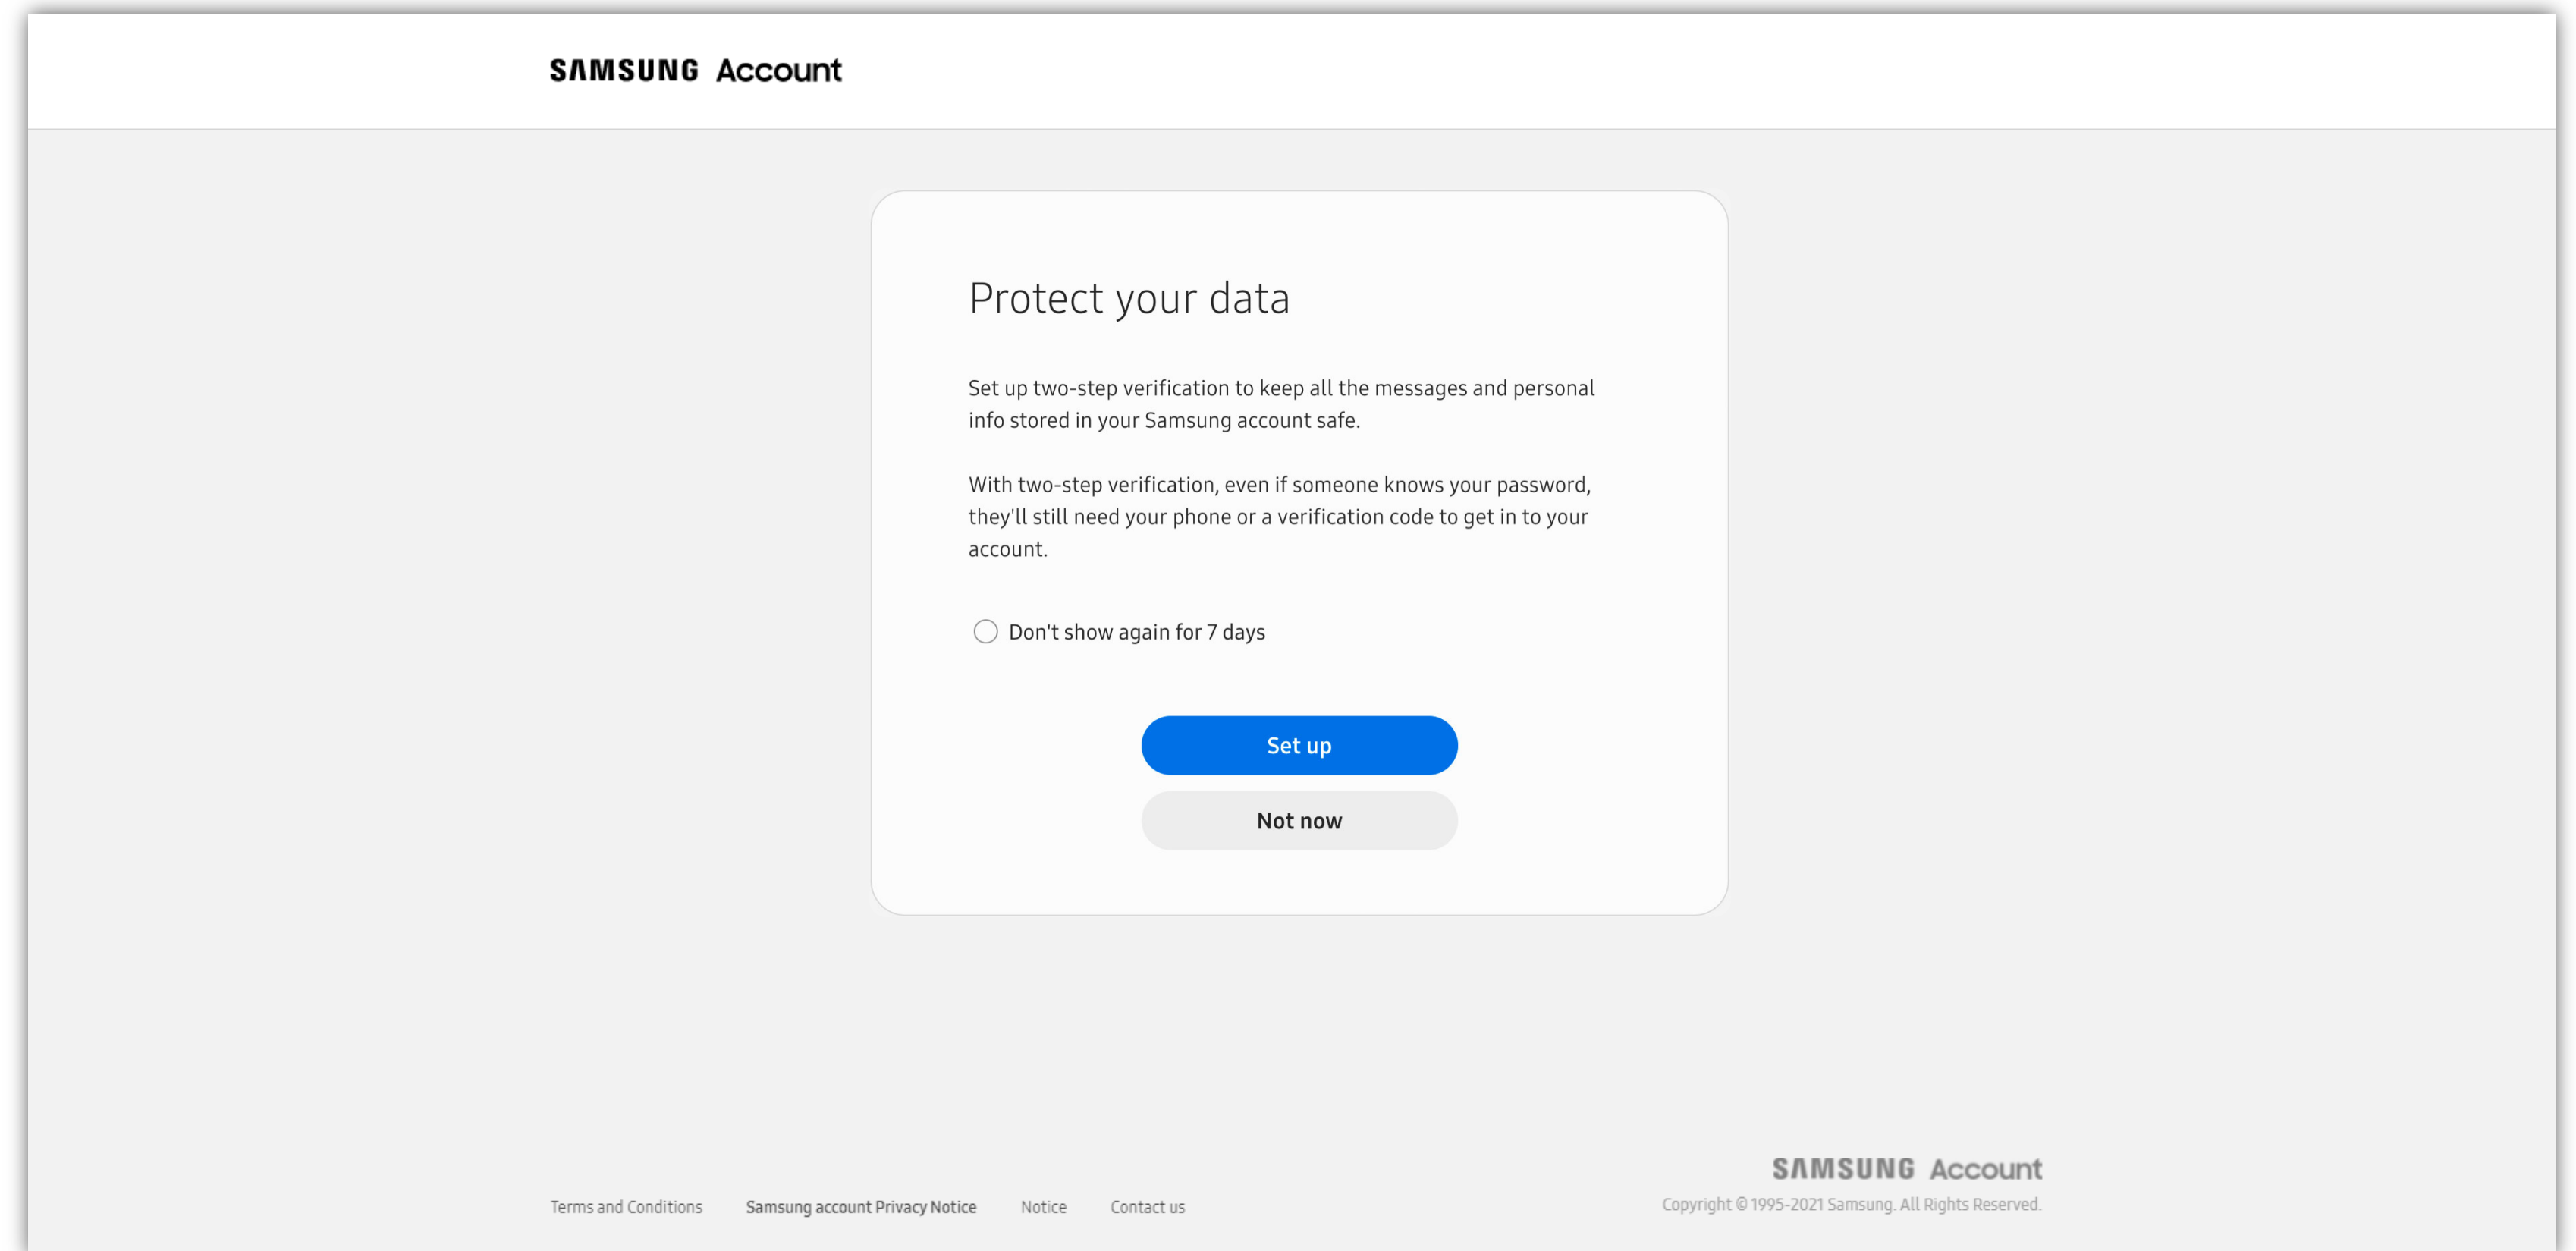 SAMSUNG Account
Protect your data
Set up two-step verification to keep all the messages and personal
info stored in your Samsung account safe.
With two-step verification, even if someone knows your password,
they'll still need your phone or a verification code to get in to your
account.
Don't show again for 7 days
Set up
Not now
SAMSUNG Account
Terms and Conditions Samsung account Privacy Notice Notice Contact us
Copyright © 1995-2021 Samsung. All Rights Reserved.